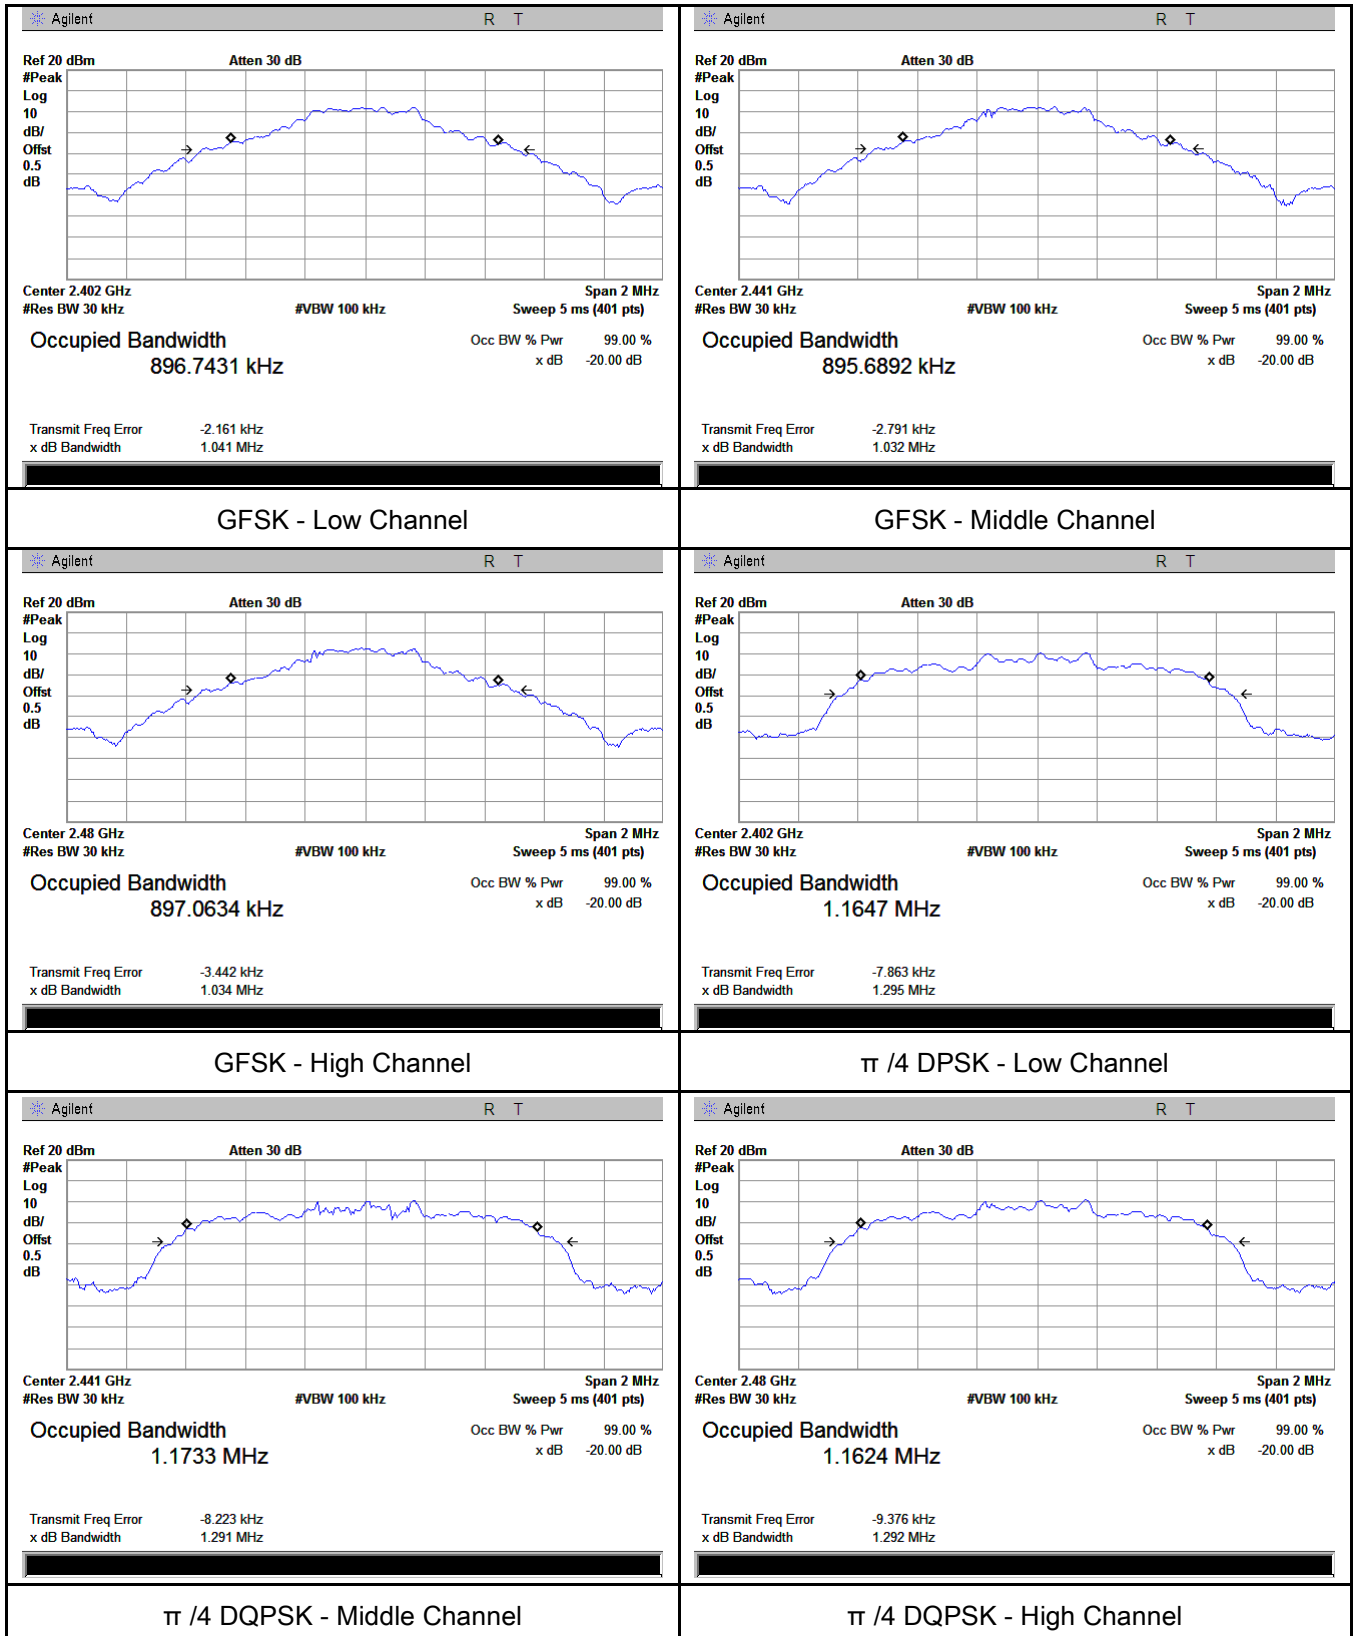 Agilent R T
Ref 20 dBm Atten 30 dB
#Peak
Log
10
dB/
Offst
0.5
dB
Center 2.402 GHz Span 2 MHz
#Res BW 30 kHz #VBW 100 kHz Sweep 5 ms (401 pts)
Occupied Bandwidth Occ BW % Pwr 99.00 %
896.7431 kHz x dB -20.00 dB
Transmit Freq Error -2.161 kHz
x dB Bandwidth 1.041 MHz
GFSK - Low Channel
Agilent R T
Ref 20 dBm Atten 30 dB
#Peak
Log
10
dB/
Offst
0.5
dB
Center 2.441 GHz Span 2 MHz
#Res BW 30 kHz #VBW 100 kHz Sweep 5 ms (401 pts)
Occupied Bandwidth Occ BW % Pwr 99.00 %
895.6892 kHz x dB -20.00 dB
Transmit Freq Error -2.791 kHz
x dB Bandwidth 1.032 MHz
GFSK - Middle Channel
Agilent R T
Ref 20 dBm Atten 30 dB
#Peak
Log
10
dB/
Offst
0.5
dB
Center 2.48 GHz Span 2 MHz
#Res BW 30 kHz #VBW 100 kHz Sweep 5 ms (401 pts)
Occupied Bandwidth Occ BW % Pwr 99.00 %
897.0634 kHz x dB -20.00 dB
Transmit Freq Error -3.442 kHz
x dB Bandwidth 1.034 MHz
GFSK - High Channel
Agilent R T
Ref 20 dBm Atten 30 dB
#Peak
Log
10
dB/
Offst
0.5
dB
Center 2.402 GHz Span 2 MHz
#Res BW 30 kHz #VBW 100 kHz Sweep 5 ms (401 pts)
Occupied Bandwidth Occ BW % Pwr 99.00 %
1.1647 MHz x dB -20.00 dB
Transmit Freq Error -7.863 kHz
x dB Bandwidth 1.295 MHz
π /4 DPSK - Low Channel
Agilent R T
Ref 20 dBm Atten 30 dB
#Peak
Log
10
dB/
Offst
0.5
dB
Center 2.441 GHz Span 2 MHz
#Res BW 30 kHz #VBW 100 kHz Sweep 5 ms (401 pts)
Occupied Bandwidth Occ BW % Pwr 99.00 %
1.1733 MHz x dB -20.00 dB
Transmit Freq Error -8.223 kHz
x dB Bandwidth 1.291 MHz
π /4 DQPSK - Middle Channel
Agilent R T
Ref 20 dBm Atten 30 dB
#Peak
Log
10
dB/
Offst
0.5
dB
Center 2.48 GHz Span 2 MHz
#Res BW 30 kHz #VBW 100 kHz Sweep 5 ms (401 pts)
Occupied Bandwidth Occ BW % Pwr 99.00 %
1.1624 MHz x dB -20.00 dB
Transmit Freq Error -9.376 kHz
x dB Bandwidth 1.292 MHz
π /4 DQPSK - High Channel